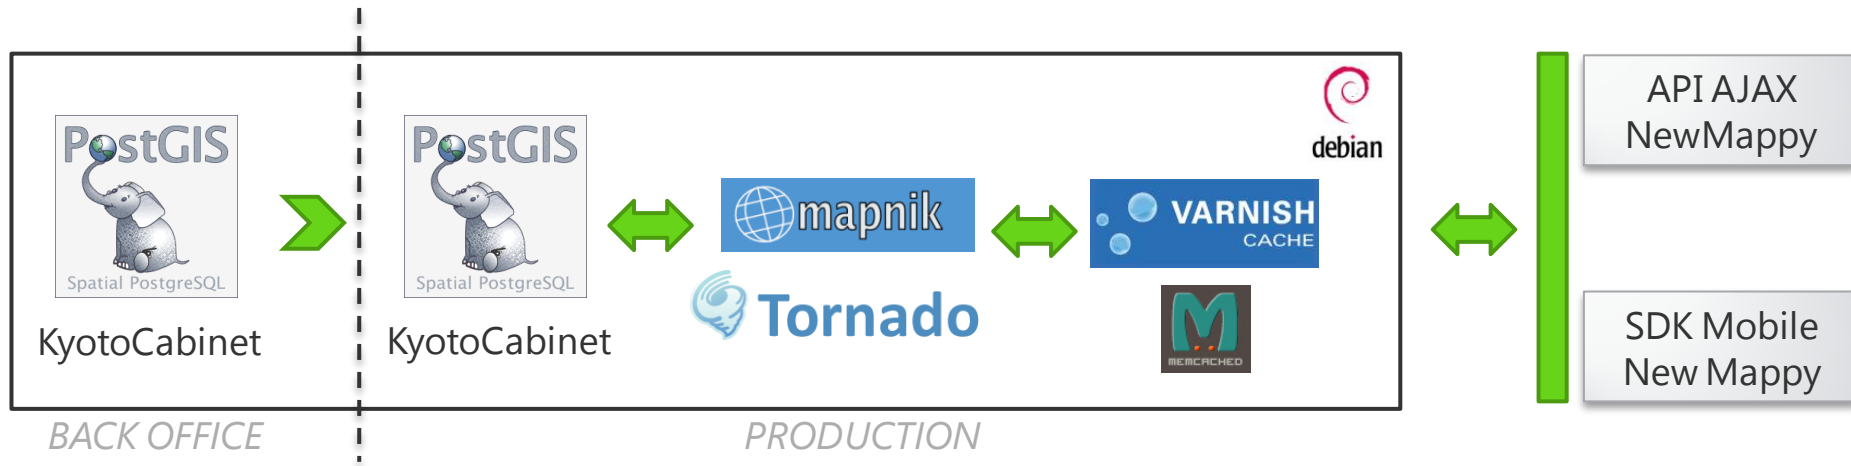 PostGIS
Spatial PostgreSQL
KyotoCabinet
BACK OFFICE
PostGIS
Spatial PostgreSQL
KyotoCabinet
mapnik
Tornado
VARNISH
CACHE
MEMCACHED
debian
PRODUCTION
API AJAX
NewMappy
SDK Mobile
New Mappy